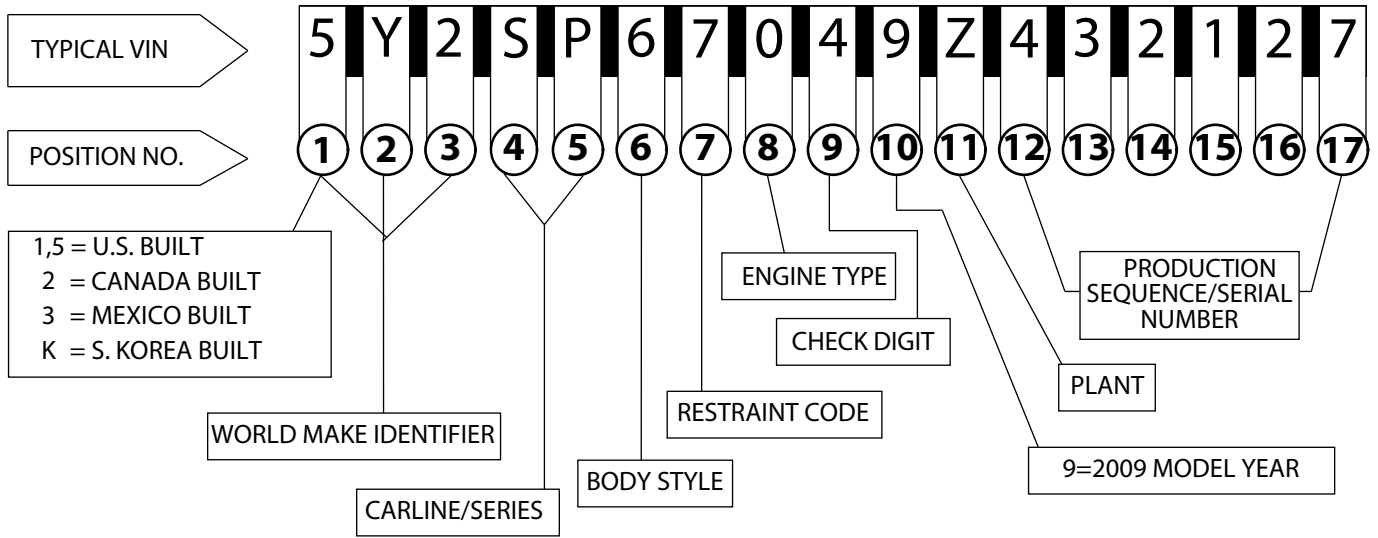 TYPICAL VIN
5 Y 2 S P 6 7 0 4 9 Z 4 3 2 1 2 7
POSITION NO.
1 2 3 4 5 6 7 8 9 10 11 12 13 14 15 16 17
1,5 = U.S. BUILT
2 = CANADA BUILT
3 = MEXICO BUILT
K = S. KOREA BUILT
ENGINE TYPE
PRODUCTION
SEQUENCE/SERIAL
NUMBER
CHECK DIGIT
PLANT
RESTRAINT CODE
WORLD MAKE IDENTIFIER
9=2009 MODEL YEAR
BODY STYLE
CARLINE/SERIES